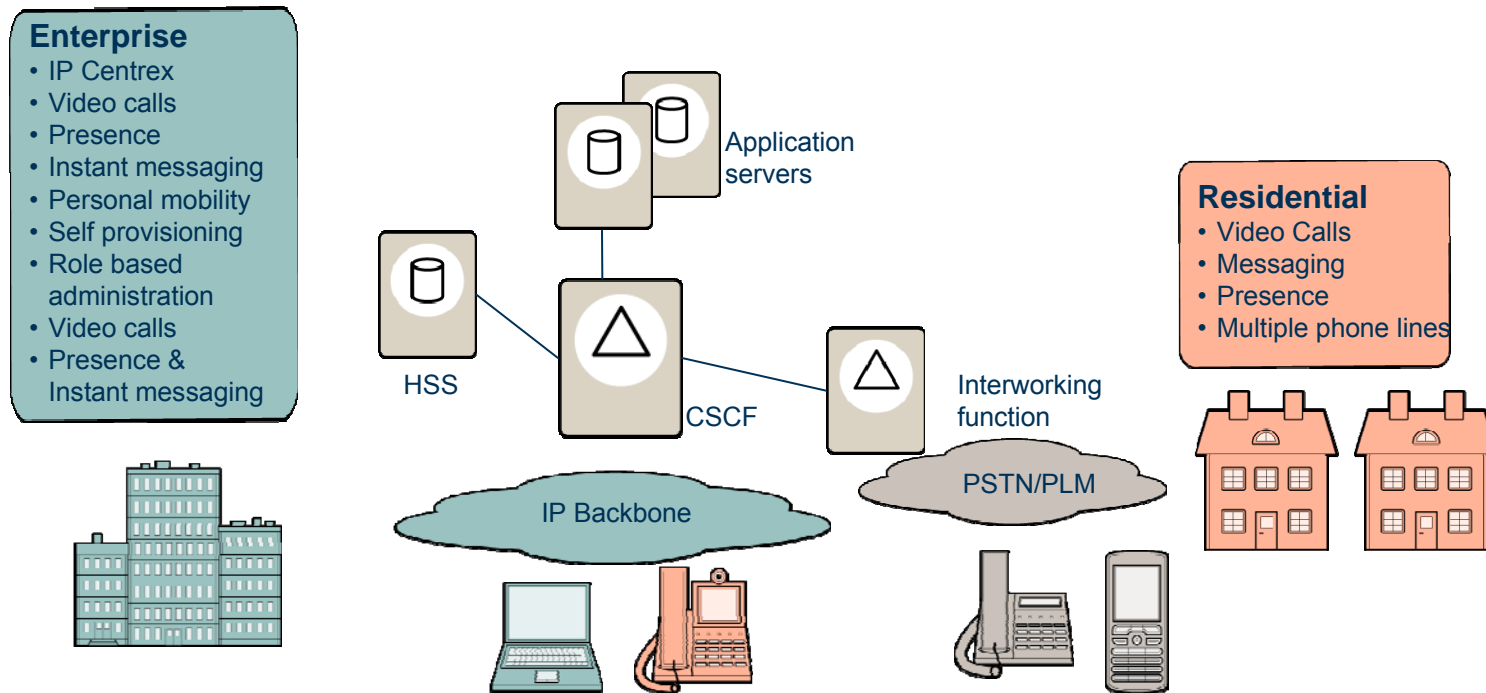 Enterprise
• IP Centrex
• Video calls
• Presence
• Instant messaging
• Personal mobility
• Self provisioning
• Role based
administration
• Video calls
• Presence &
Instant messaging
Application
servers
HSS
CSCF
Interworking
function
IP Backbone
PSTN/PLM
Residential
• Video Calls
• Messaging
• Presence
• Multiple phone lines